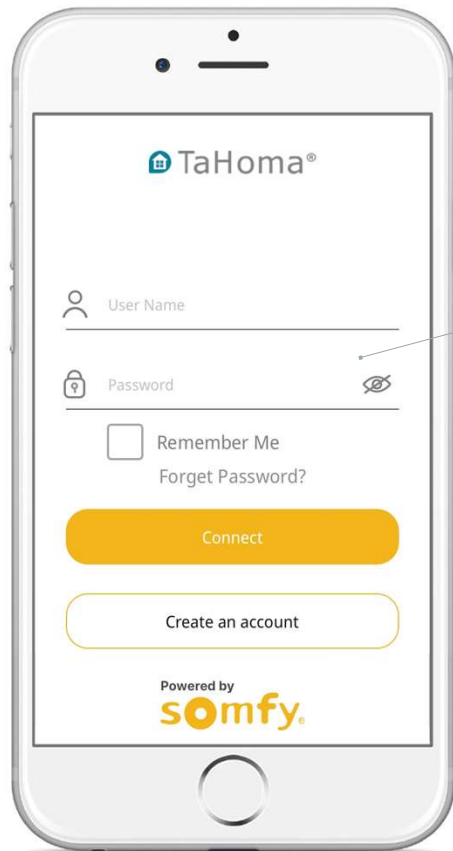 TaHoma®
User Name
Password
Remember Me
Forget Password?
Connect
Create an account
Powered by
somfy®